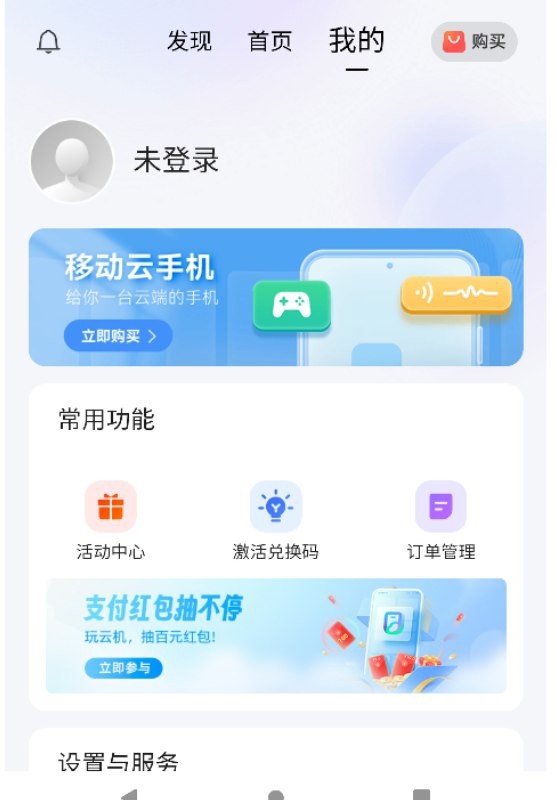 发现 首页 我的 购买
未登录
移动云手机
给你一台云端的手机
立即购买
常用功能
活动中心 激活兑换码 订单管理
支付红包抽不停
玩云机，抽百元红包!
立即参与
设置与服务